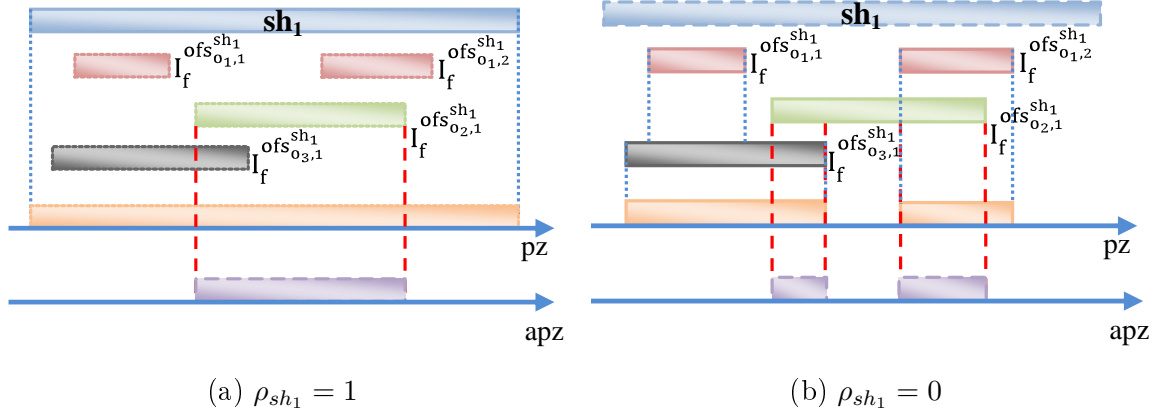 sh₁ sh₁
I_f^{ofs_{o₁,1}^{sh₁}} I_f^{ofs_{o₁,2}^{sh₁}} I_f^{ofs_{o₁,1}^{sh₁}} I_f^{ofs_{o₁,2}^{sh₁}}
I_f^{ofs_{o₂,1}^{sh₁}} I_f^{ofs_{o₂,1}^{sh₁}}
I_f^{ofs_{o₃,1}^{sh₁}} I_f^{ofs_{o₃,1}^{sh₁}}
pz pz
apz apz
(a) ρ_{sh₁} = 1 (b) ρ_{sh₁} = 0